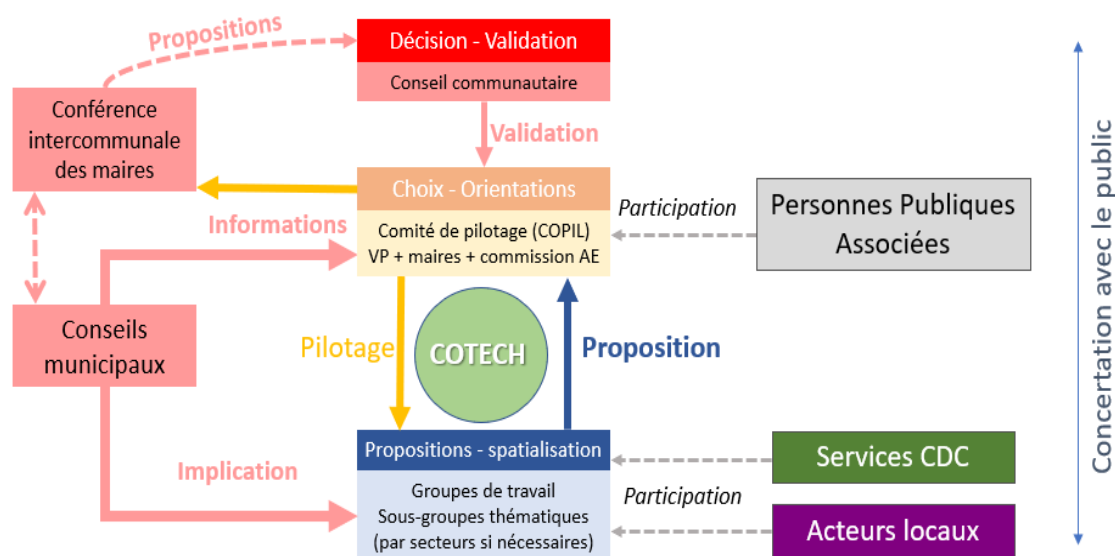 Propositions
Décision - Validation
Conseil communautaire
Conférence
intercommunale
des maires
Validation
Choix - Orientations
Comité de pilotage (COPIL)
VP + maires + commission AE
Informations
Participation
Personnes Publiques
Associées
Conseils
municipaux
Pilotage
COTECH
Proposition
Propositions - spatialisation
Groupes de travail
Sous-groupes thématiques
(par secteurs si nécessaires)
Implication
Participation
Services CDC
Acteurs locaux
Concertation avec le public